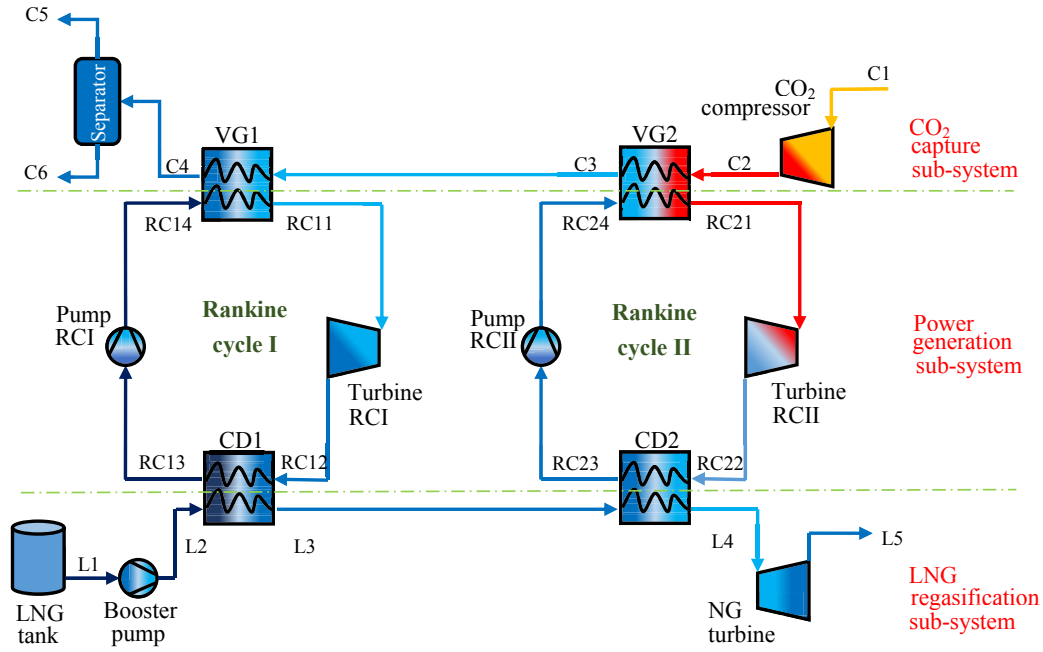 C5
C1
CO2
compressor
Separator
VG1
VG2
CO2
capture
sub-system
C4
C3
C2
C6
RC14
RC11
RC24
RC21
Pump
RCI
Rankine
cycle I
Turbine
RCI
Pump
RCII
Rankine
cycle II
Turbine
RCII
Power
generation
sub-system
CD1
CD2
RC13
RC12
RC23
RC22
L1
L2
L3
L4
L5
LNG
tank
Booster
pump
NG
turbine
LNG
regasification
sub-system